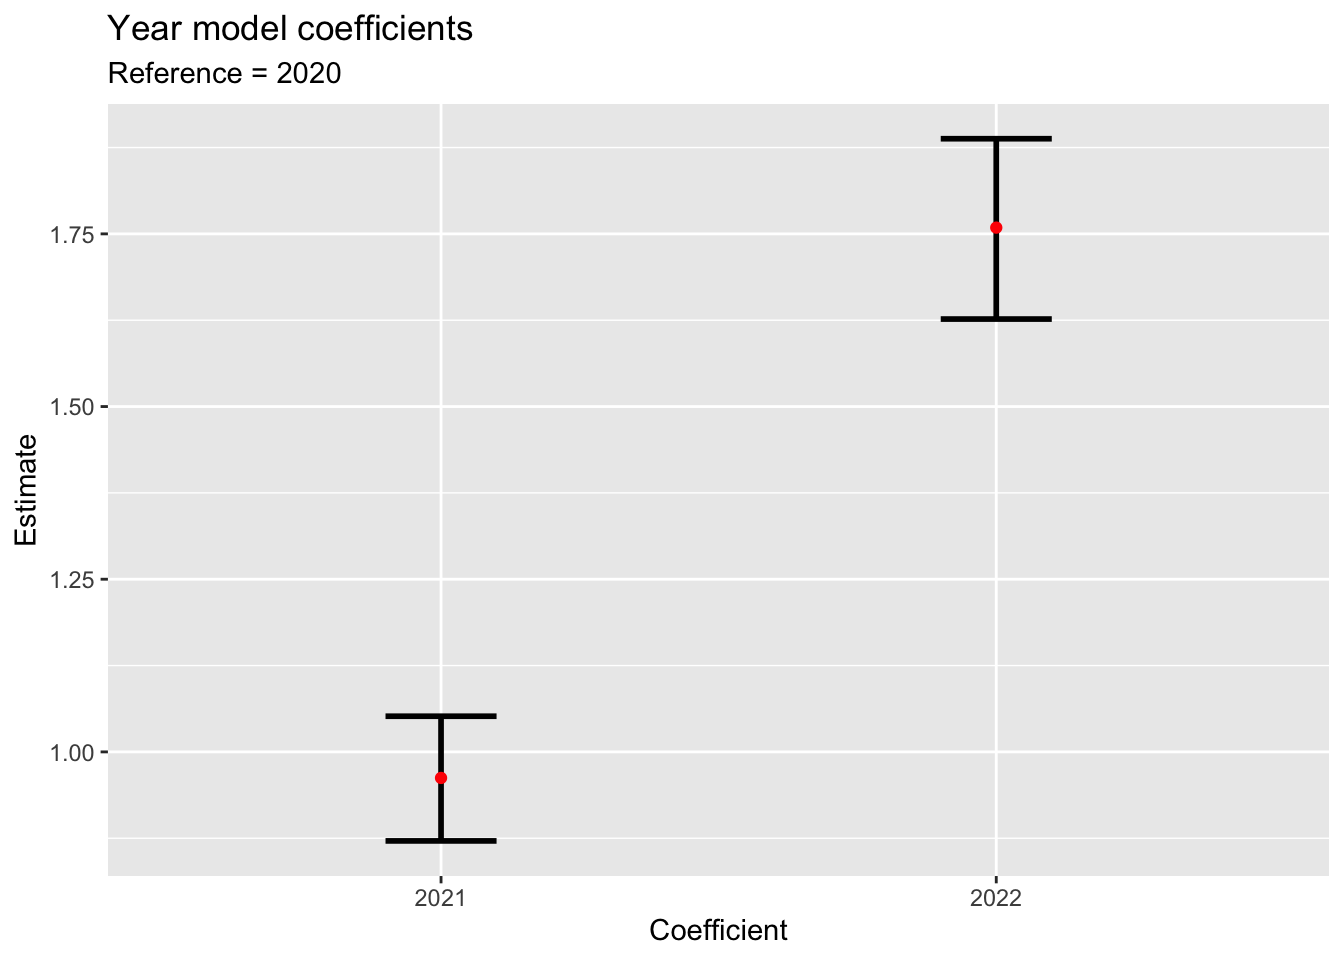 Year model coefficients
Reference = 2020
1.75
1.50
1.25
1.00
Estimate
2021
2022
Coefficient